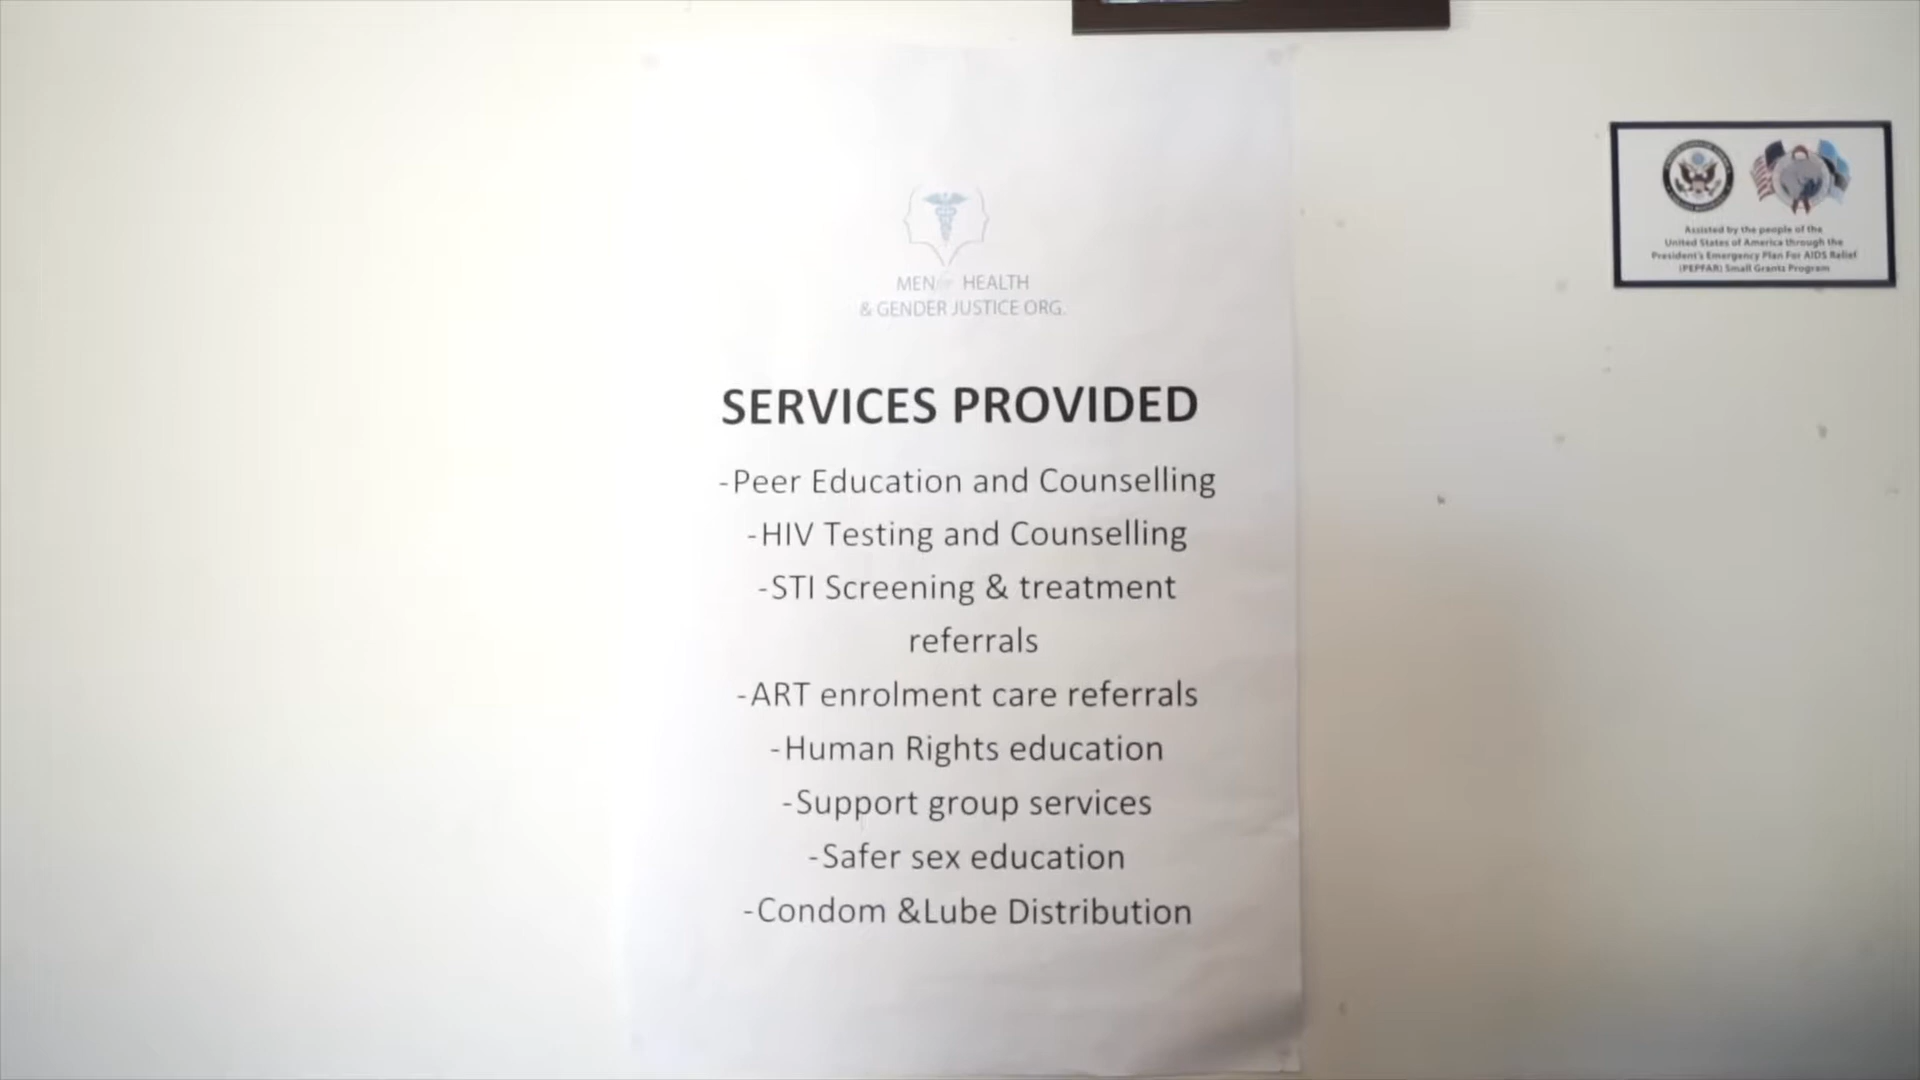 MEN for HEALTH
& GENDER JUSTICE ORG.
SERVICES PROVIDED
-Peer Education and Counselling
-HIV Testing and Counselling
-STI Screening & treatment
referrals
-ART enrolment care referrals
-Human Rights education
-Support group services
-Safer sex education
-Condom &Lube Distribution
Assisted by the people of the
United States of America through the
President's Emergency Plan For AIDS Relief
(PEPFAR) Small Grants Program